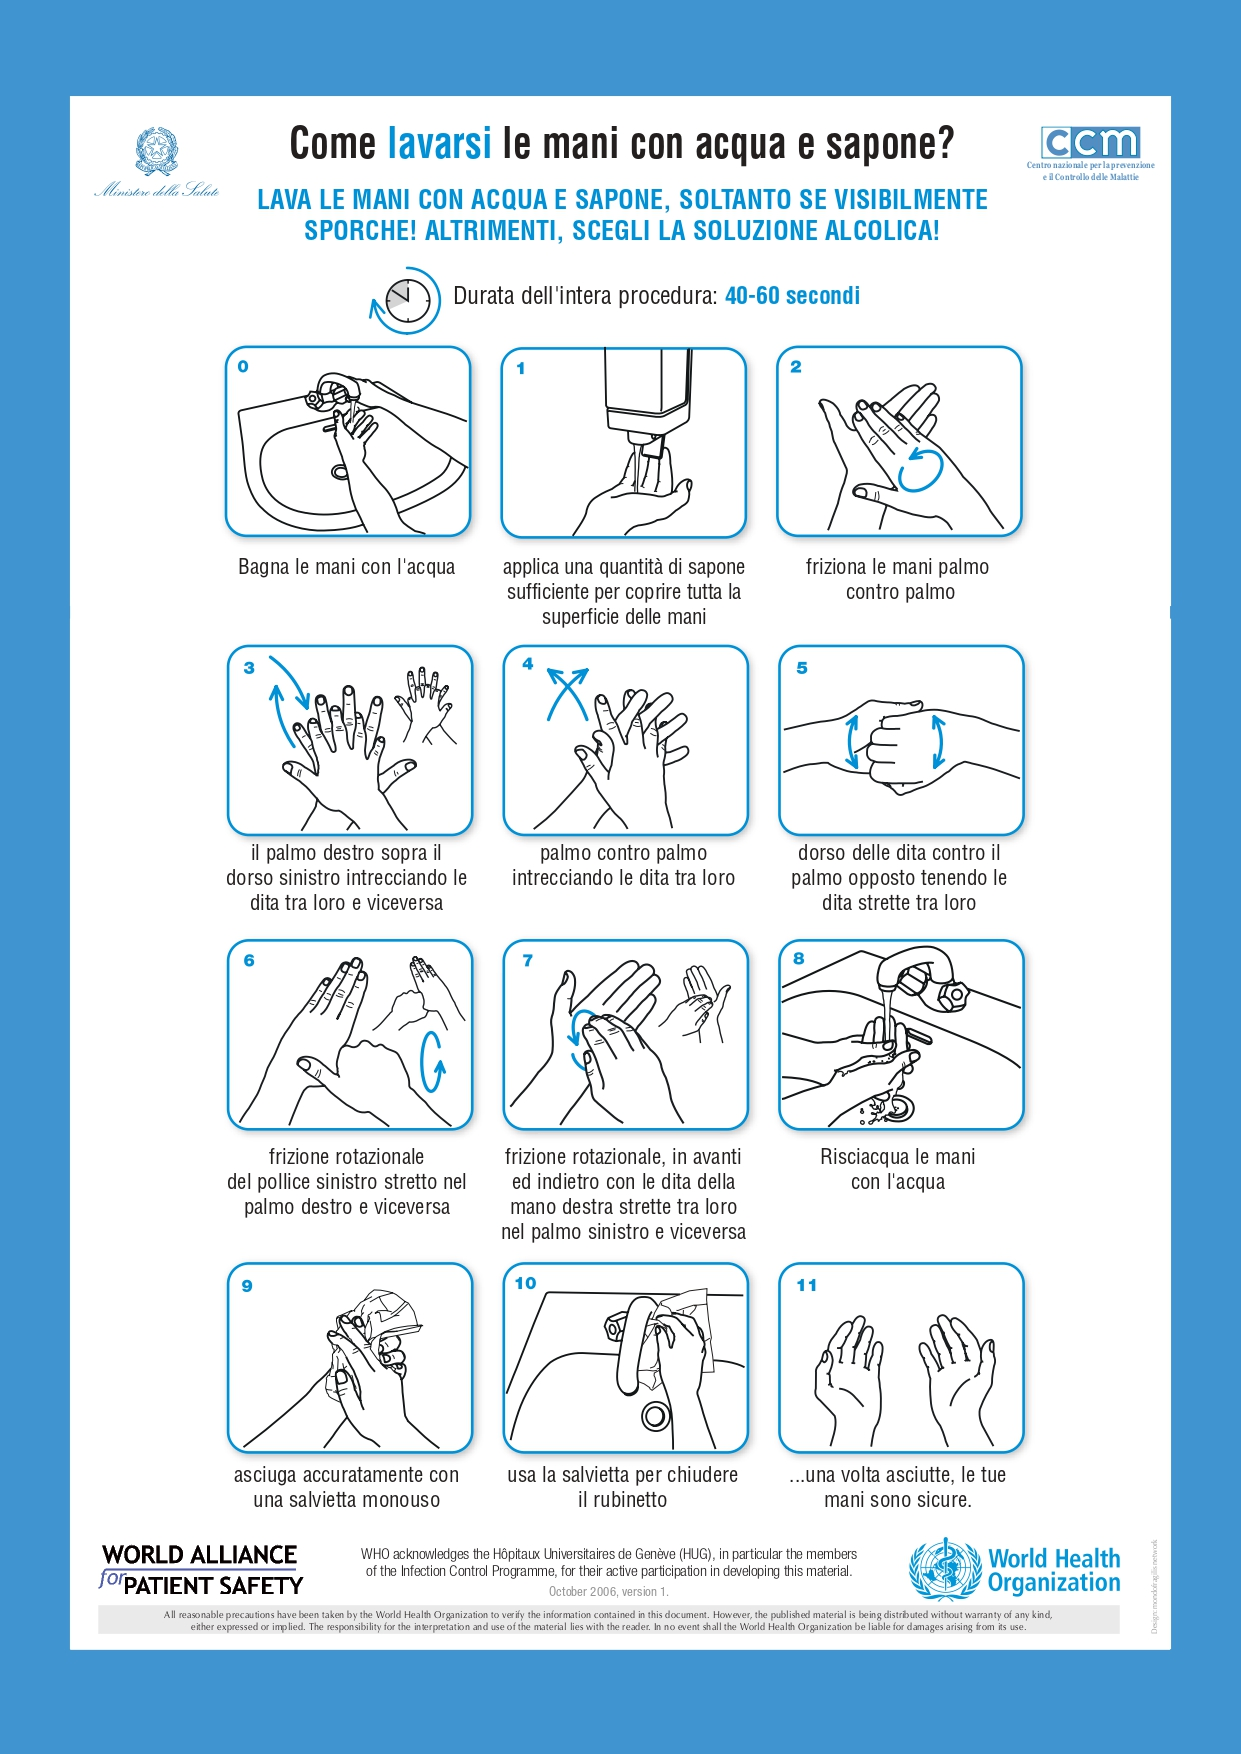 Ministero della Salute
Come lavarsi le mani con acqua e sapone?
ccm
Centro nazionale per la prevenzione
e il Controllo delle Malattie
LAVA LE MANI CON ACQUA E SAPONE, SOLTANTO SE VISIBILMENTE
SPORCHE! ALTRIMENTI, SCEGLI LA SOLUZIONE ALCOLICA!
Durata dell'intera procedura: 40-60 secondi
0
Bagna le mani con l'acqua
1
applica una quantità di sapone
sufficiente per coprire tutta la
superficie delle mani
2
friziona le mani palmo
contro palmo
3
il palmo destro sopra il
dorso sinistro intrecciando le
dita tra loro e viceversa
4
palmo contro palmo
intrecciando le dita tra loro
5
dorso delle dita contro il
palmo opposto tenendo le
dita strette tra loro
6
frizione rotazionale
del pollice sinistro stretto nel
palmo destro e viceversa
7
frizione rotazionale, in avanti
ed indietro con le dita della
mano destra strette tra loro
nel palmo sinistro e viceversa
8
Risciacqua le mani
con l'acqua
9
asciuga accuratamente con
una salvietta monouso
10
usa la salvietta per chiudere
il rubinetto
11
...una volta asciutte, le tue
mani sono sicure.
WORLD ALLIANCE
for PATIENT SAFETY
WHO acknowledges the Hôpitaux Universitaires de Genève (HUG), in particular the members
of the Infection Control Programme, for their active participation in developing this material.
October 2006, version 1.
World Health
Organization
All reasonable precautions have been taken by the World Health Organization to verify the information contained in this document. However, the published material is being distributed without warranty of any kind,
either expressed or implied. The responsibility for the interpretation and use of the material lies with the reader. In no event shall the World Health Organization be liable for damages arising from its use.
Design: mondofragilis network